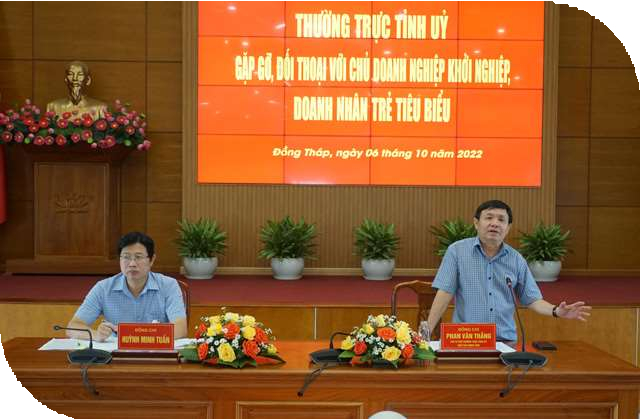 THƯỜNG TRỰC TỈNH UỶ
GẶP GỠ, ĐỐI THOẠI VỚI CHỦ DOANH NGHIỆP KHỞI NGHIỆP,
DOANH NHÂN TRẺ TIÊU BIỂU
Đồng Tháp, ngày 06 tháng 10 năm 2022
ĐỒNG CHÍ
HUỲNH MINH TUẤN
ĐỒNG CHÍ
PHAN VĂN THẮNG